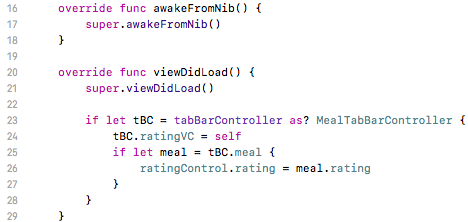 16 override func awakeFromNib() {
17 super.awakeFromNib()
18 }
19
20 override func viewDidLoad() {
21 super.viewDidLoad()
22
23 if let tBC = tabBarController as? MealTabBarController {
24 tBC.ratingVC = self
25 if let meal = tBC.meal {
26 ratingControl.rating = meal.rating
27 }
28 }
29 }